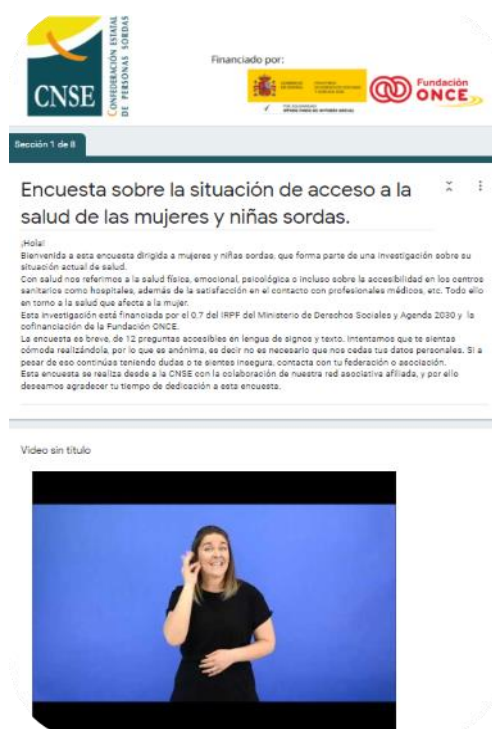 CNSE
CONFEDERACIÓN ESTATAL
DE PERSONAS SORDAS
Financiado por:
Fundación
ONCE
Sección 1 de 8
Encuesta sobre la situación de acceso a la
salud de las mujeres y niñas sordas.
¡Hola!
Bienvenida a esta encuesta dirigida a mujeres y niñas sordas, que forma parte de una investigación sobre su
situación actual de salud.
Con salud nos referimos a la salud física, emocional, psicológica o incluso sobre la accesibilidad en los centros
sanitarios como hospitales, además de la satisfacción en el contacto con profesionales médicos, etc. Todo ello
en torno a la salud que afecta a la mujer.
Esta investigación está financiada por el 0.7 del IRPF del Ministerio de Derechos Sociales y Agenda 2030 y la
cofinanciación de la Fundación ONCE.
La encuesta es breve, de 12 preguntas accesibles en lengua de signos y texto. Intentamos que te sientas
cómoda realizándola, por lo que es anónima, es decir no es necesario que nos cedas tus datos personales. Si a
pesar de eso continúas teniendo dudas o te sientes insegura, contacta con tu federación o asociación.
Esta encuesta se realiza desde a la CNSE con la colaboración de nuestra red asociativa afiliada, y por ello
deseamos agradecer tu tiempo de dedicación a esta encuesta.
Video sin título